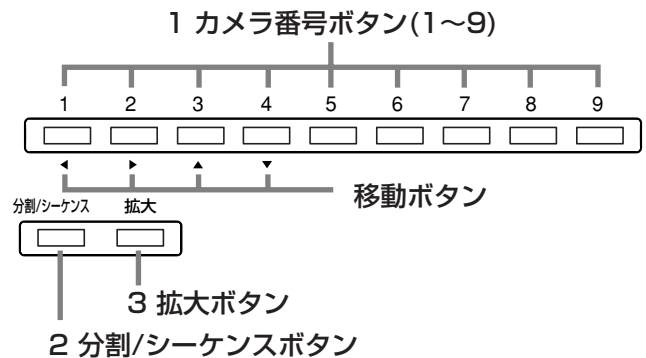 1 カメラ番号ボタン(1〜9)
1 2 3 4 5 6 7 8 9
◀ ▶ ▲ ▼
移動ボタン
分割/シーケンス 拡大
3 拡大ボタン
2 分割/シーケンスボタン